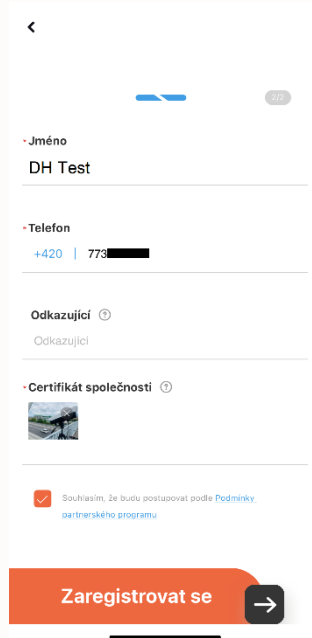 2/2
*Jméno
DH Test
*Telefon
+420 | 773
Odkazující ?
Odkazující
*Certifikát společnosti ?
Souhlasím, že budu postupovat podle Podmínky
partnerského programu
Zaregistrovat se